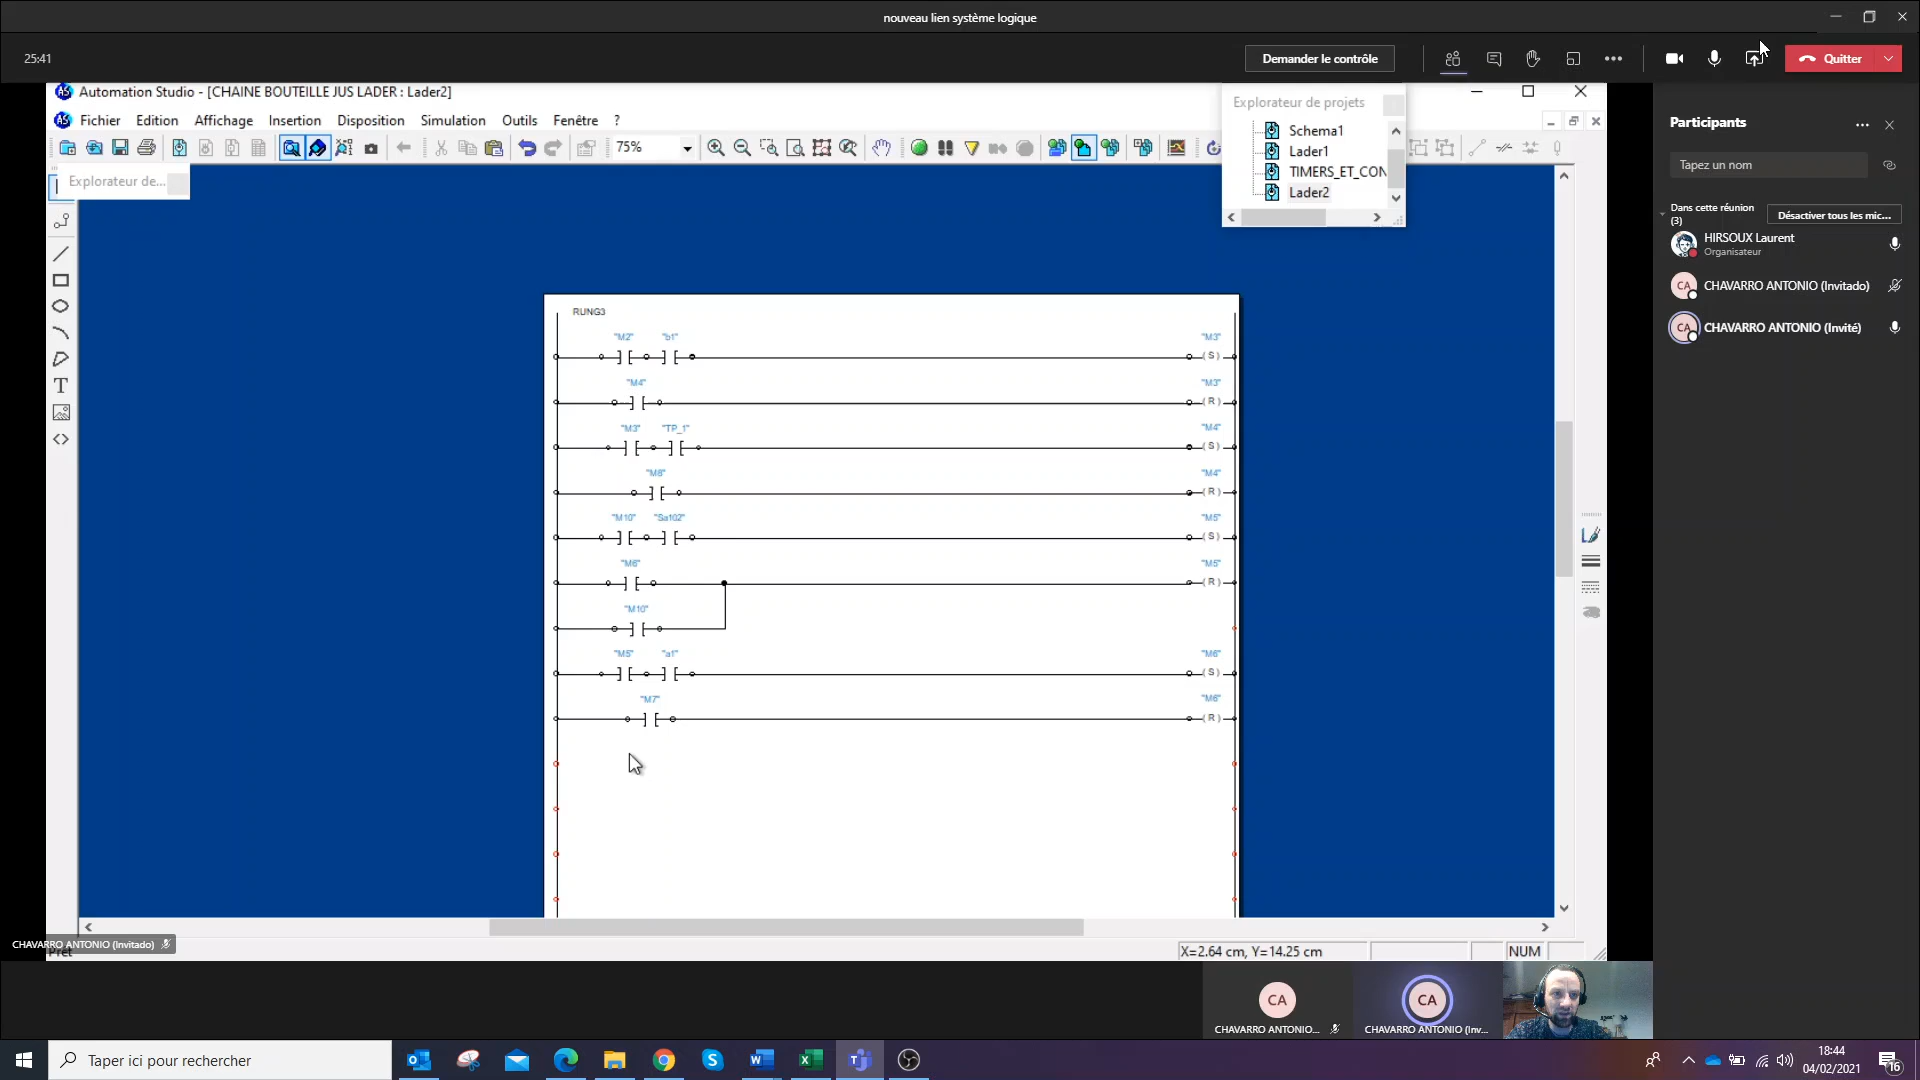 nouveau lien système logique
25:41
Demander le contrôle
Quitter
Automation Studio - [CHAINE BOUTEILLE JUS LADER : Lader2]
Fichier Edition Affichage Insertion Disposition Simulation Outils Fenêtre ?
75%
Explorateur de...
Explorateur de projets
Schema1
Lader1
TIMERS_ET_CON
Lader2
Participants
Tapez un nom
Dans cette réunion
(3)
Désactiver tous les mic...
HIRSOUX Laurent
Organisateur
CA CHAVARRO ANTONIO (Invitado)
CA CHAVARRO ANTONIO (Invité)
RUNG3
"M2" "b1" "M3"
(S)
"M4" "M3"
(R)
"M3" "TP_1" "M4"
(S)
"M8" "M4"
(R)
"M10" "Sa102" "M5"
(S)
"M6" "M5"
(R)
"M10"
"M5" "a1" "M6"
(S)
"M7" "M6"
(R)
CHAVARRO ANTONIO (Invitado)
X=2.64 cm, Y=14.25 cm
NUM
CA
CHAVARRO ANTONIO...
CA
CHAVARRO ANTONIO (Inv...
Taper ici pour rechercher
18:44
04/02/2021
16